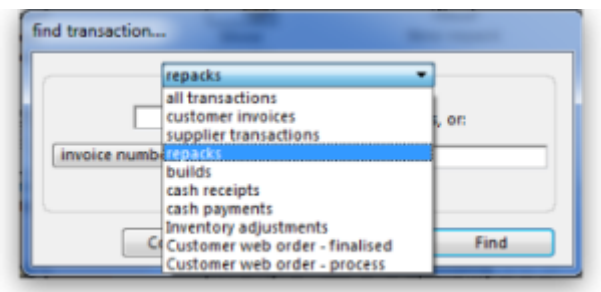 find transaction...
repacks
all transactions
customer invoices
s, or:
supplier transactions
invoice numb
repacks
builds
cash receipts
cash payments
Inventory adjustments
Customer web order - finalised
Find
Customer web order - process